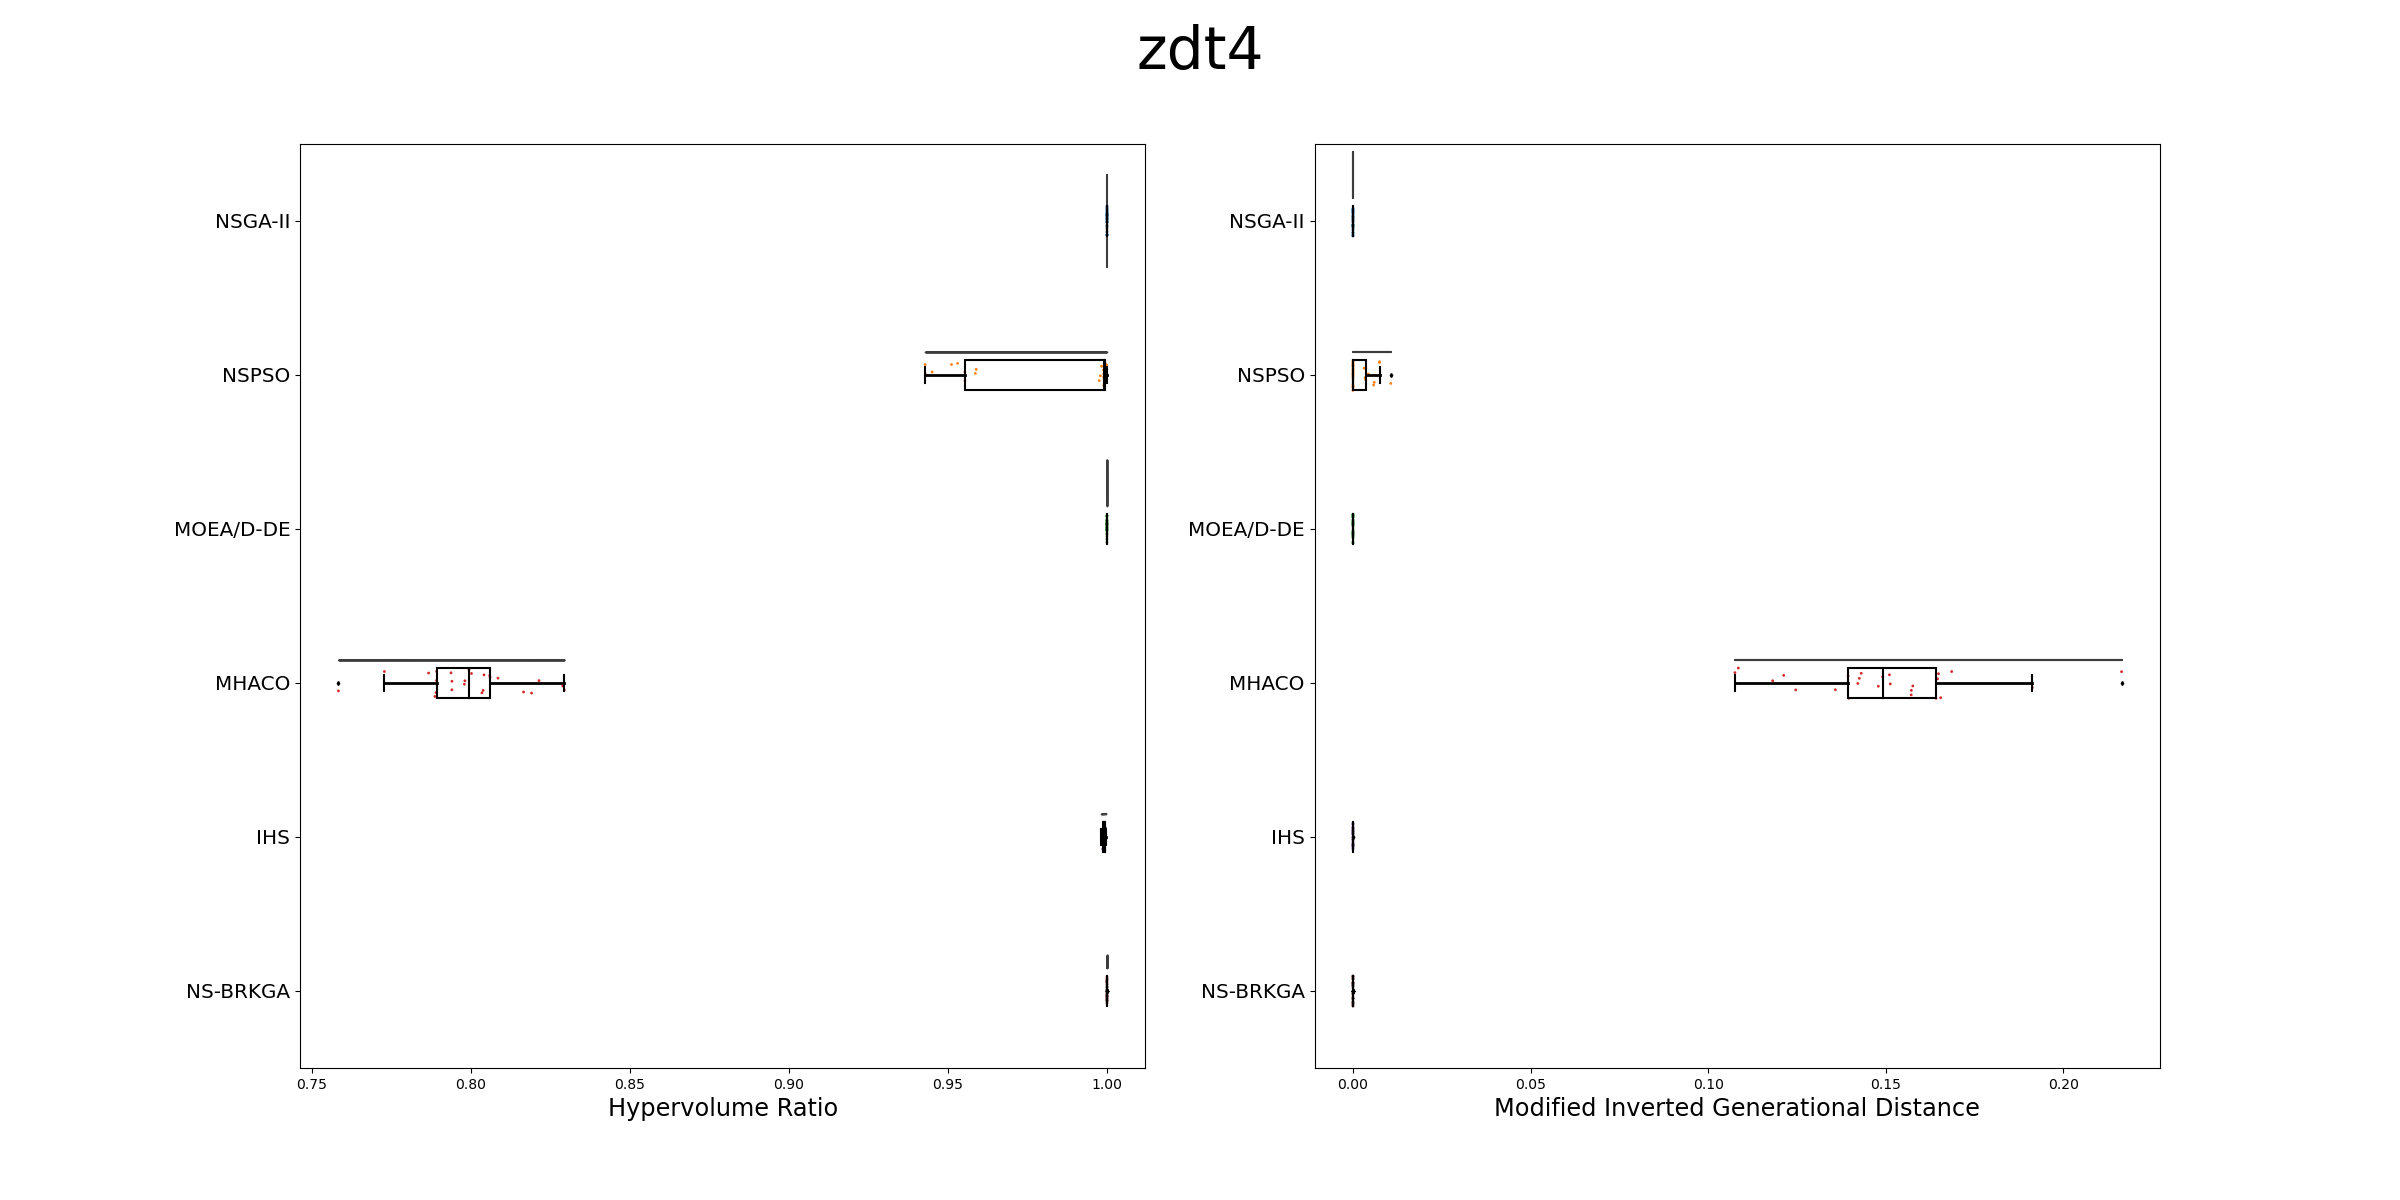 zdt4
NSGA-II
NSPSO
MOEA/D-DE
MHACO
IHS
NS-BRKGA
0.75 0.80 0.85 0.90 0.95 1.00
Hypervolume Ratio
NSGA-II
NSPSO
MOEA/D-DE
MHACO
IHS
NS-BRKGA
0.00 0.05 0.10 0.15 0.20
Modified Inverted Generational Distance